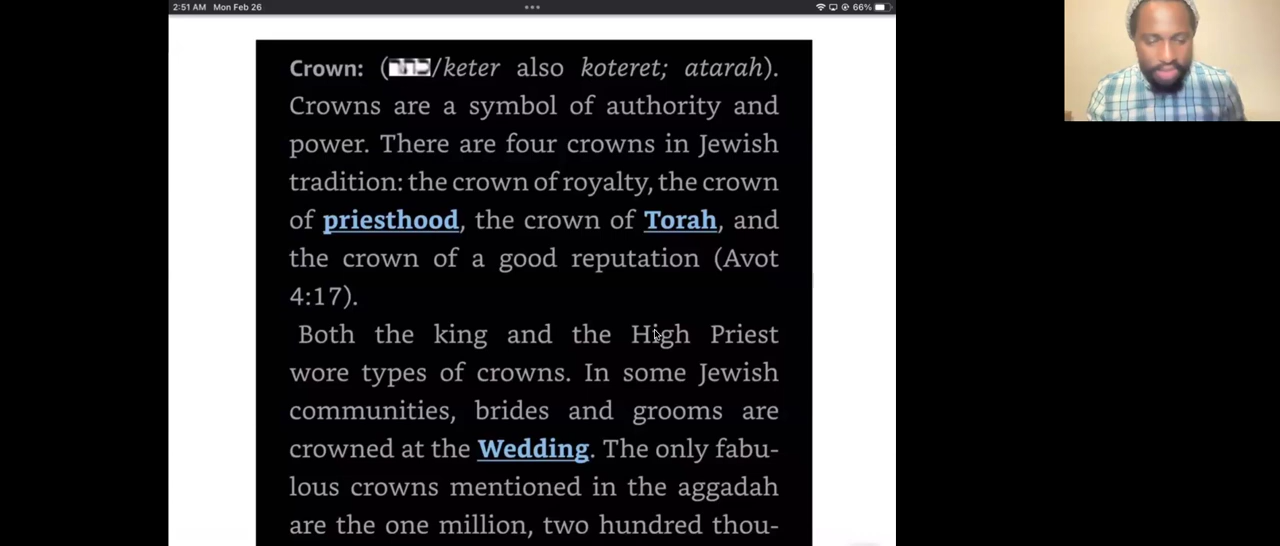 2:51 AM Mon Feb 26
66%
Crown: (/keter also koteret; atarah).
Crowns are a symbol of authority and
power. There are four crowns in Jewish
tradition: the crown of royalty, the crown
of priesthood, the crown of Torah, and
the crown of a good reputation (Avot
4:17).
Both the king and the High Priest
wore types of crowns. In some Jewish
communities, brides and grooms are
crowned at the Wedding. The only fabu-
lous crowns mentioned in the aggadah
are the one million, two hundred thou-